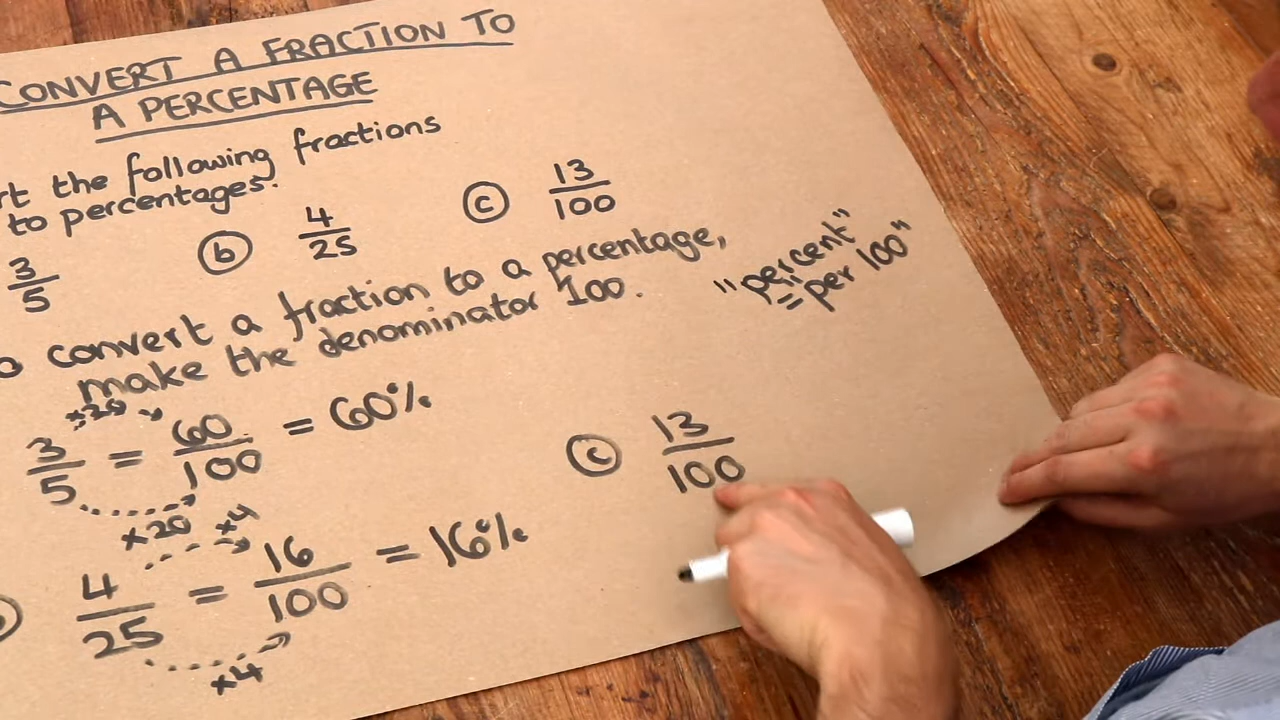 CONVERT A FRACTION TO
A PERCENTAGE
the following fractions
to percentages.
3/5
b 4/25
c 13/100
convert a fraction to a percentage,
make the denominator 100.
"percent"
= "per 100"
×20
3/5 = 60/100 = 60%
×20
×4
4/25 = 16/100 = 16%
×4
c 13/100